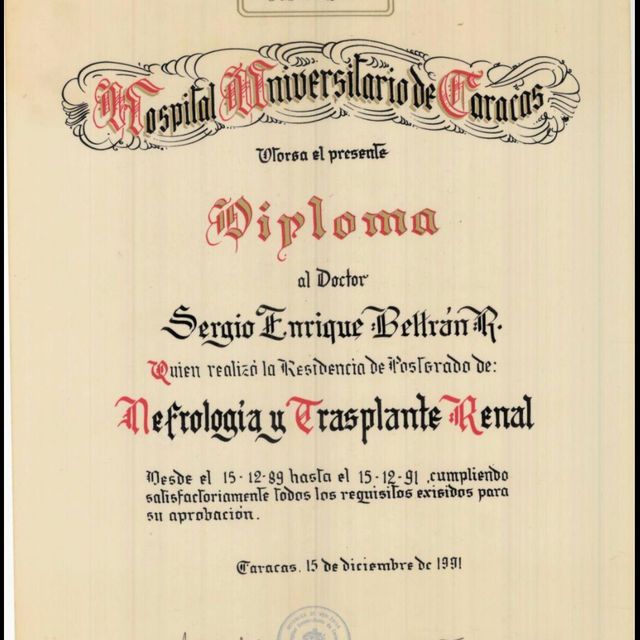 Hospital Universitario de Caracas
Otorga el presente
Diploma
al Doctor
Sergio Enrique Beltrán R.
Quien realizó la Residencia de Postgrado de:
Nefrología y Trasplante Renal
Desde el 15-12-89 hasta el 15-12-91 ,cumpliendo
satisfactoriamente todos los requisitos exigidos para
su aprobación.
Caracas, 15 de diciembre de 1991